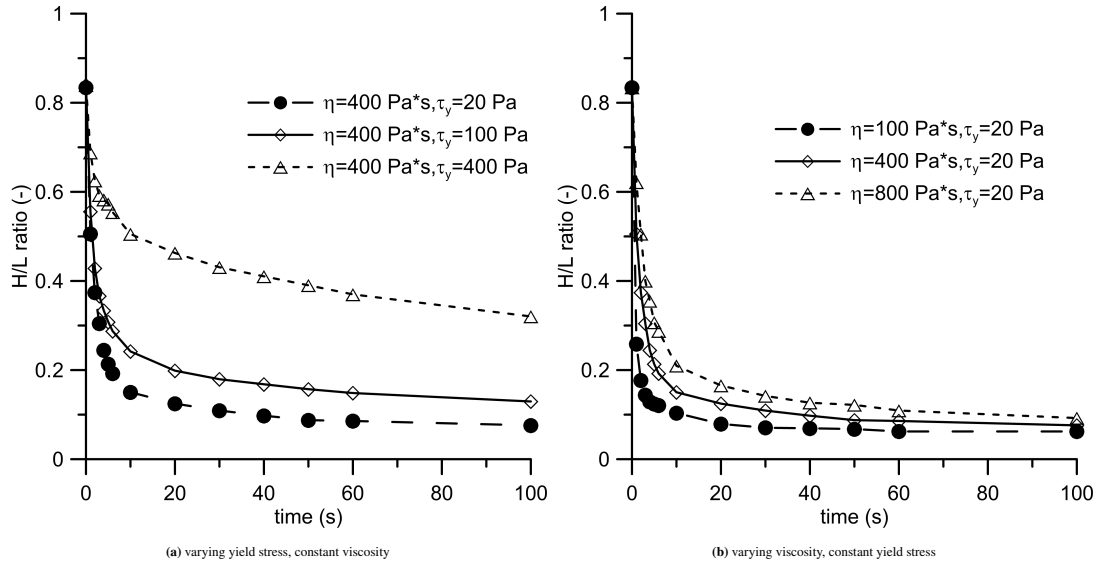 1
0.8
0.6
0.4
0.2
0
H/L ratio (-)
η=400 Pa*s,τy=20 Pa
η=400 Pa*s,τy=100 Pa
η=400 Pa*s,τy=400 Pa
0 20 40 60 80 100
time (s)
(a) varying yield stress, constant viscosity
1
0.8
0.6
0.4
0.2
0
H/L ratio (-)
η=100 Pa*s,τy=20 Pa
η=400 Pa*s,τy=20 Pa
η=800 Pa*s,τy=20 Pa
0 20 40 60 80 100
time (s)
(b) varying viscosity, constant yield stress